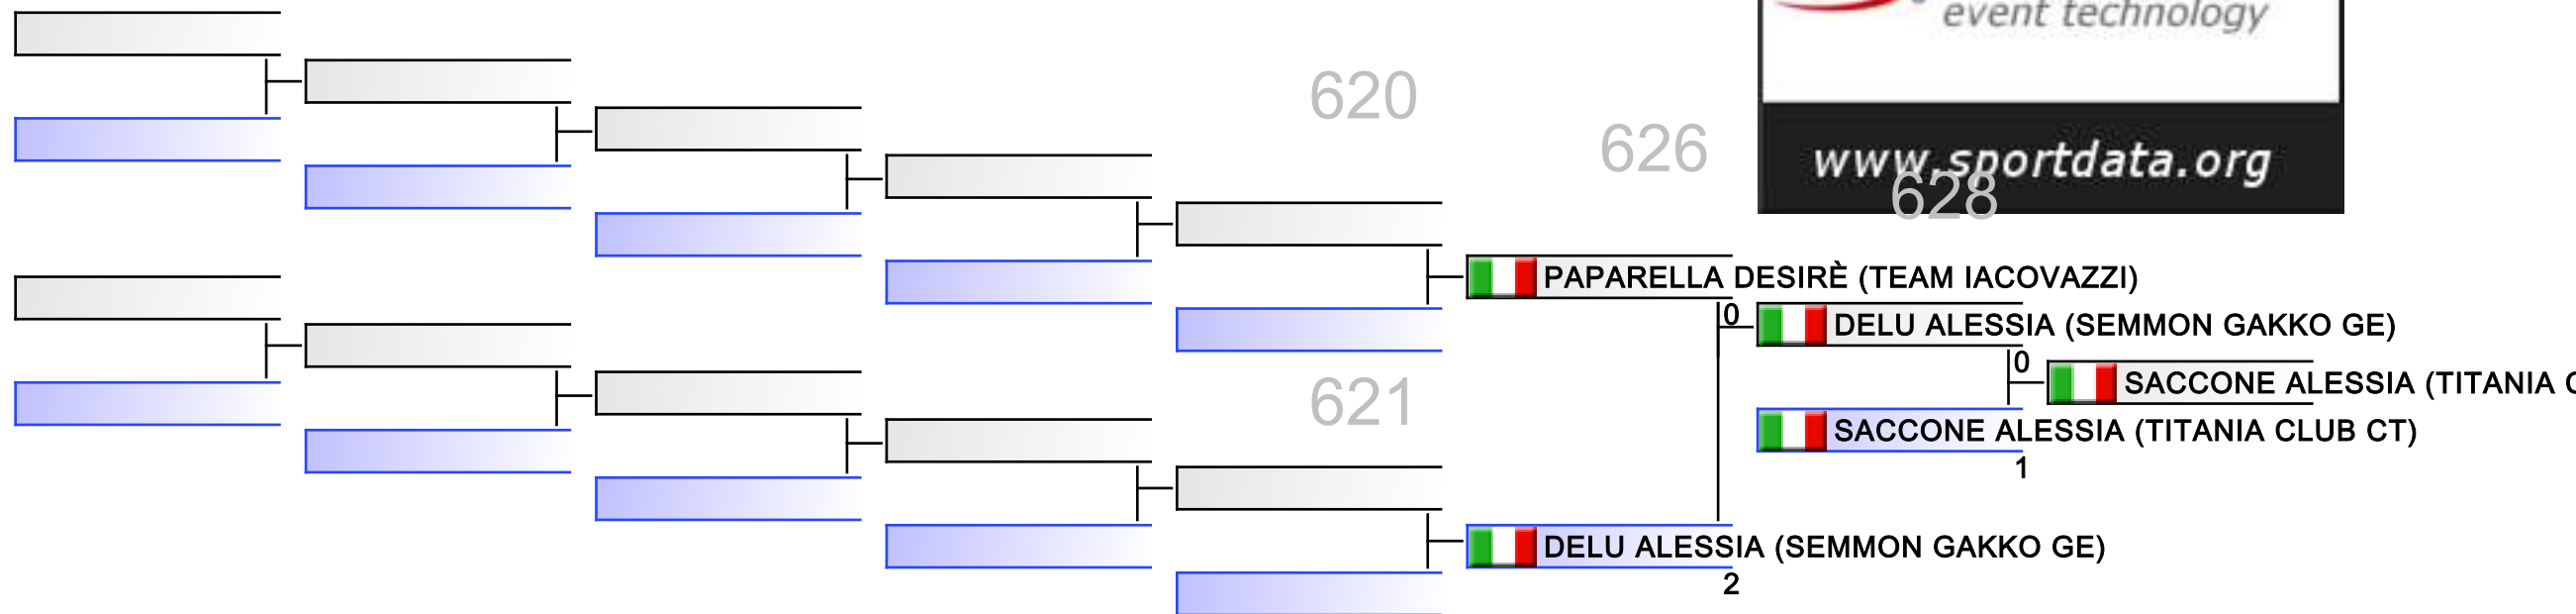 event technology
620
626
www.sportdata.org
628
PAPARELLA DESIRÈ (TEAM IACOVAZZI)
0
DELU ALESSIA (SEMMON GAKKO GE)
0
SACCONE ALESSIA (TITANIA
621
SACCONE ALESSIA (TITANIA CLUB CT)
1
DELU ALESSIA (SEMMON GAKKO GE)
2